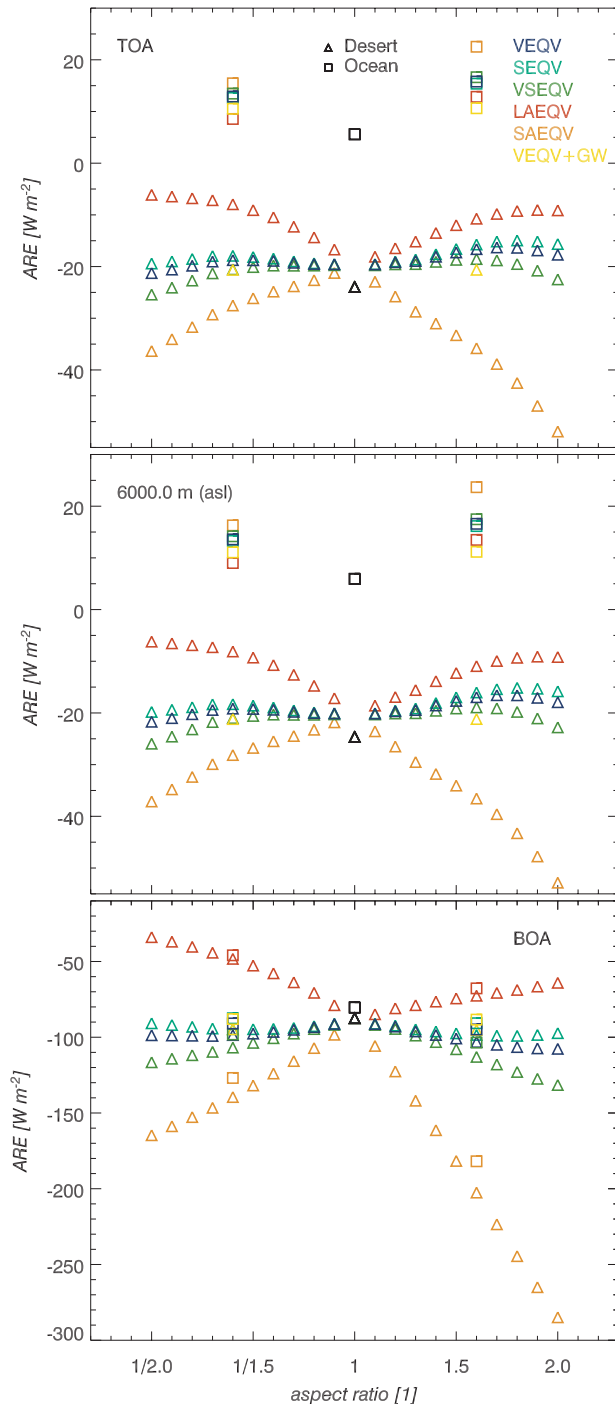 TOA
Desert
Ocean
VEQV
SEQV
VSEQV
LAEQV
SAEQV
VEQV+GW
20
0
-20
-40
ARE [W m-2]
6000.0 m (asl)
20
0
-20
-40
ARE [W m-2]
BOA
-50
-100
-150
-200
-250
-300
ARE [W m-2]
1/2.0 1/1.5 1 1.5 2.0
aspect ratio [1]